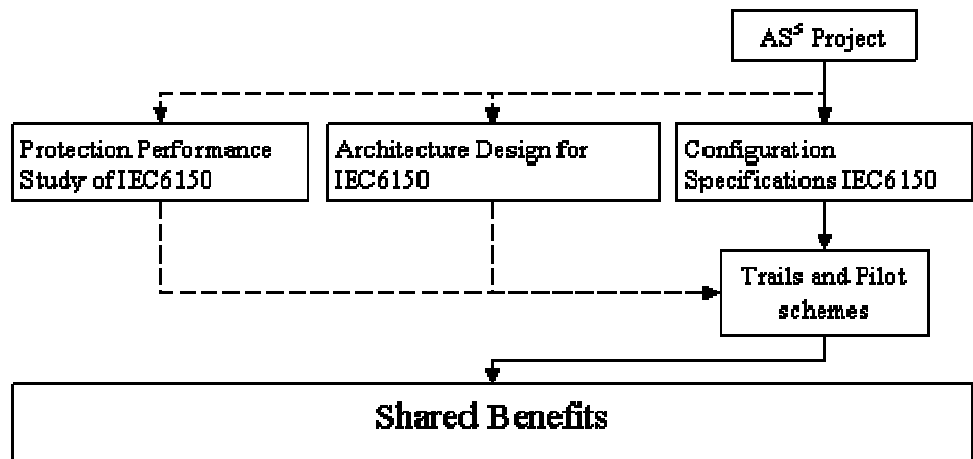 AS⁵ Project
Protection Performance
Study of IEC6150
Architecture Design for
IEC6150
Configuration
Specifications IEC6150
Trails and Pilot
schemes
Shared Benefits